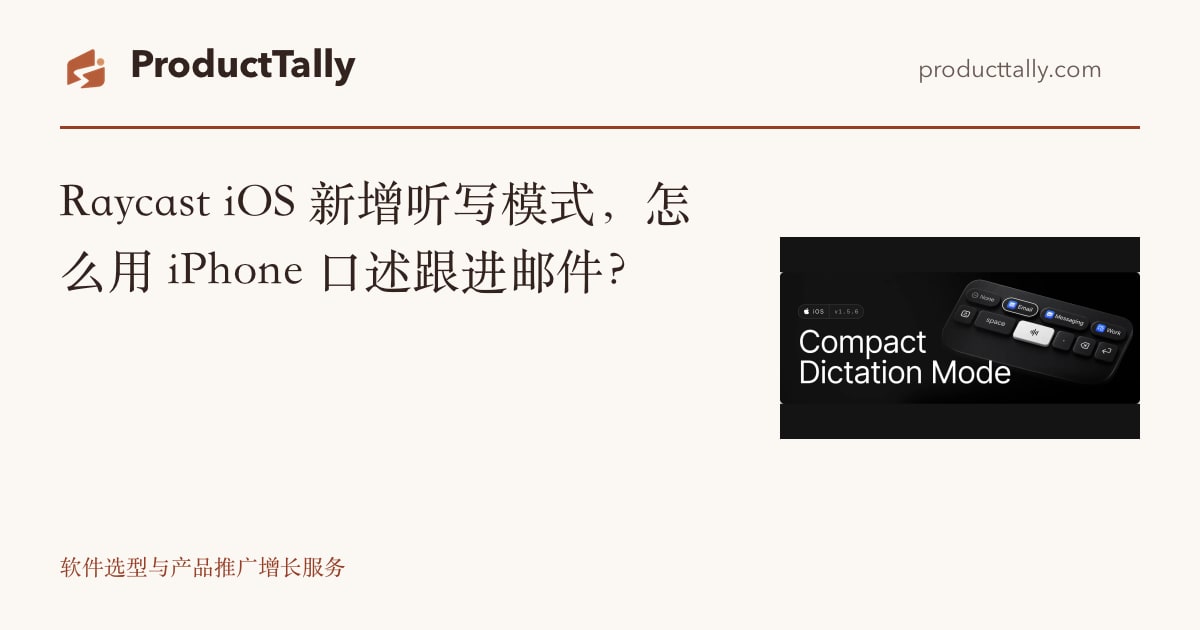 ProductTally
producttally.com
Raycast iOS 新增听写模式，怎
么用 iPhone 口述跟进邮件？
iOS v1.5.6
Compact
Dictation Mode
None Email Messaging Work
space
软件选型与产品推广增长服务